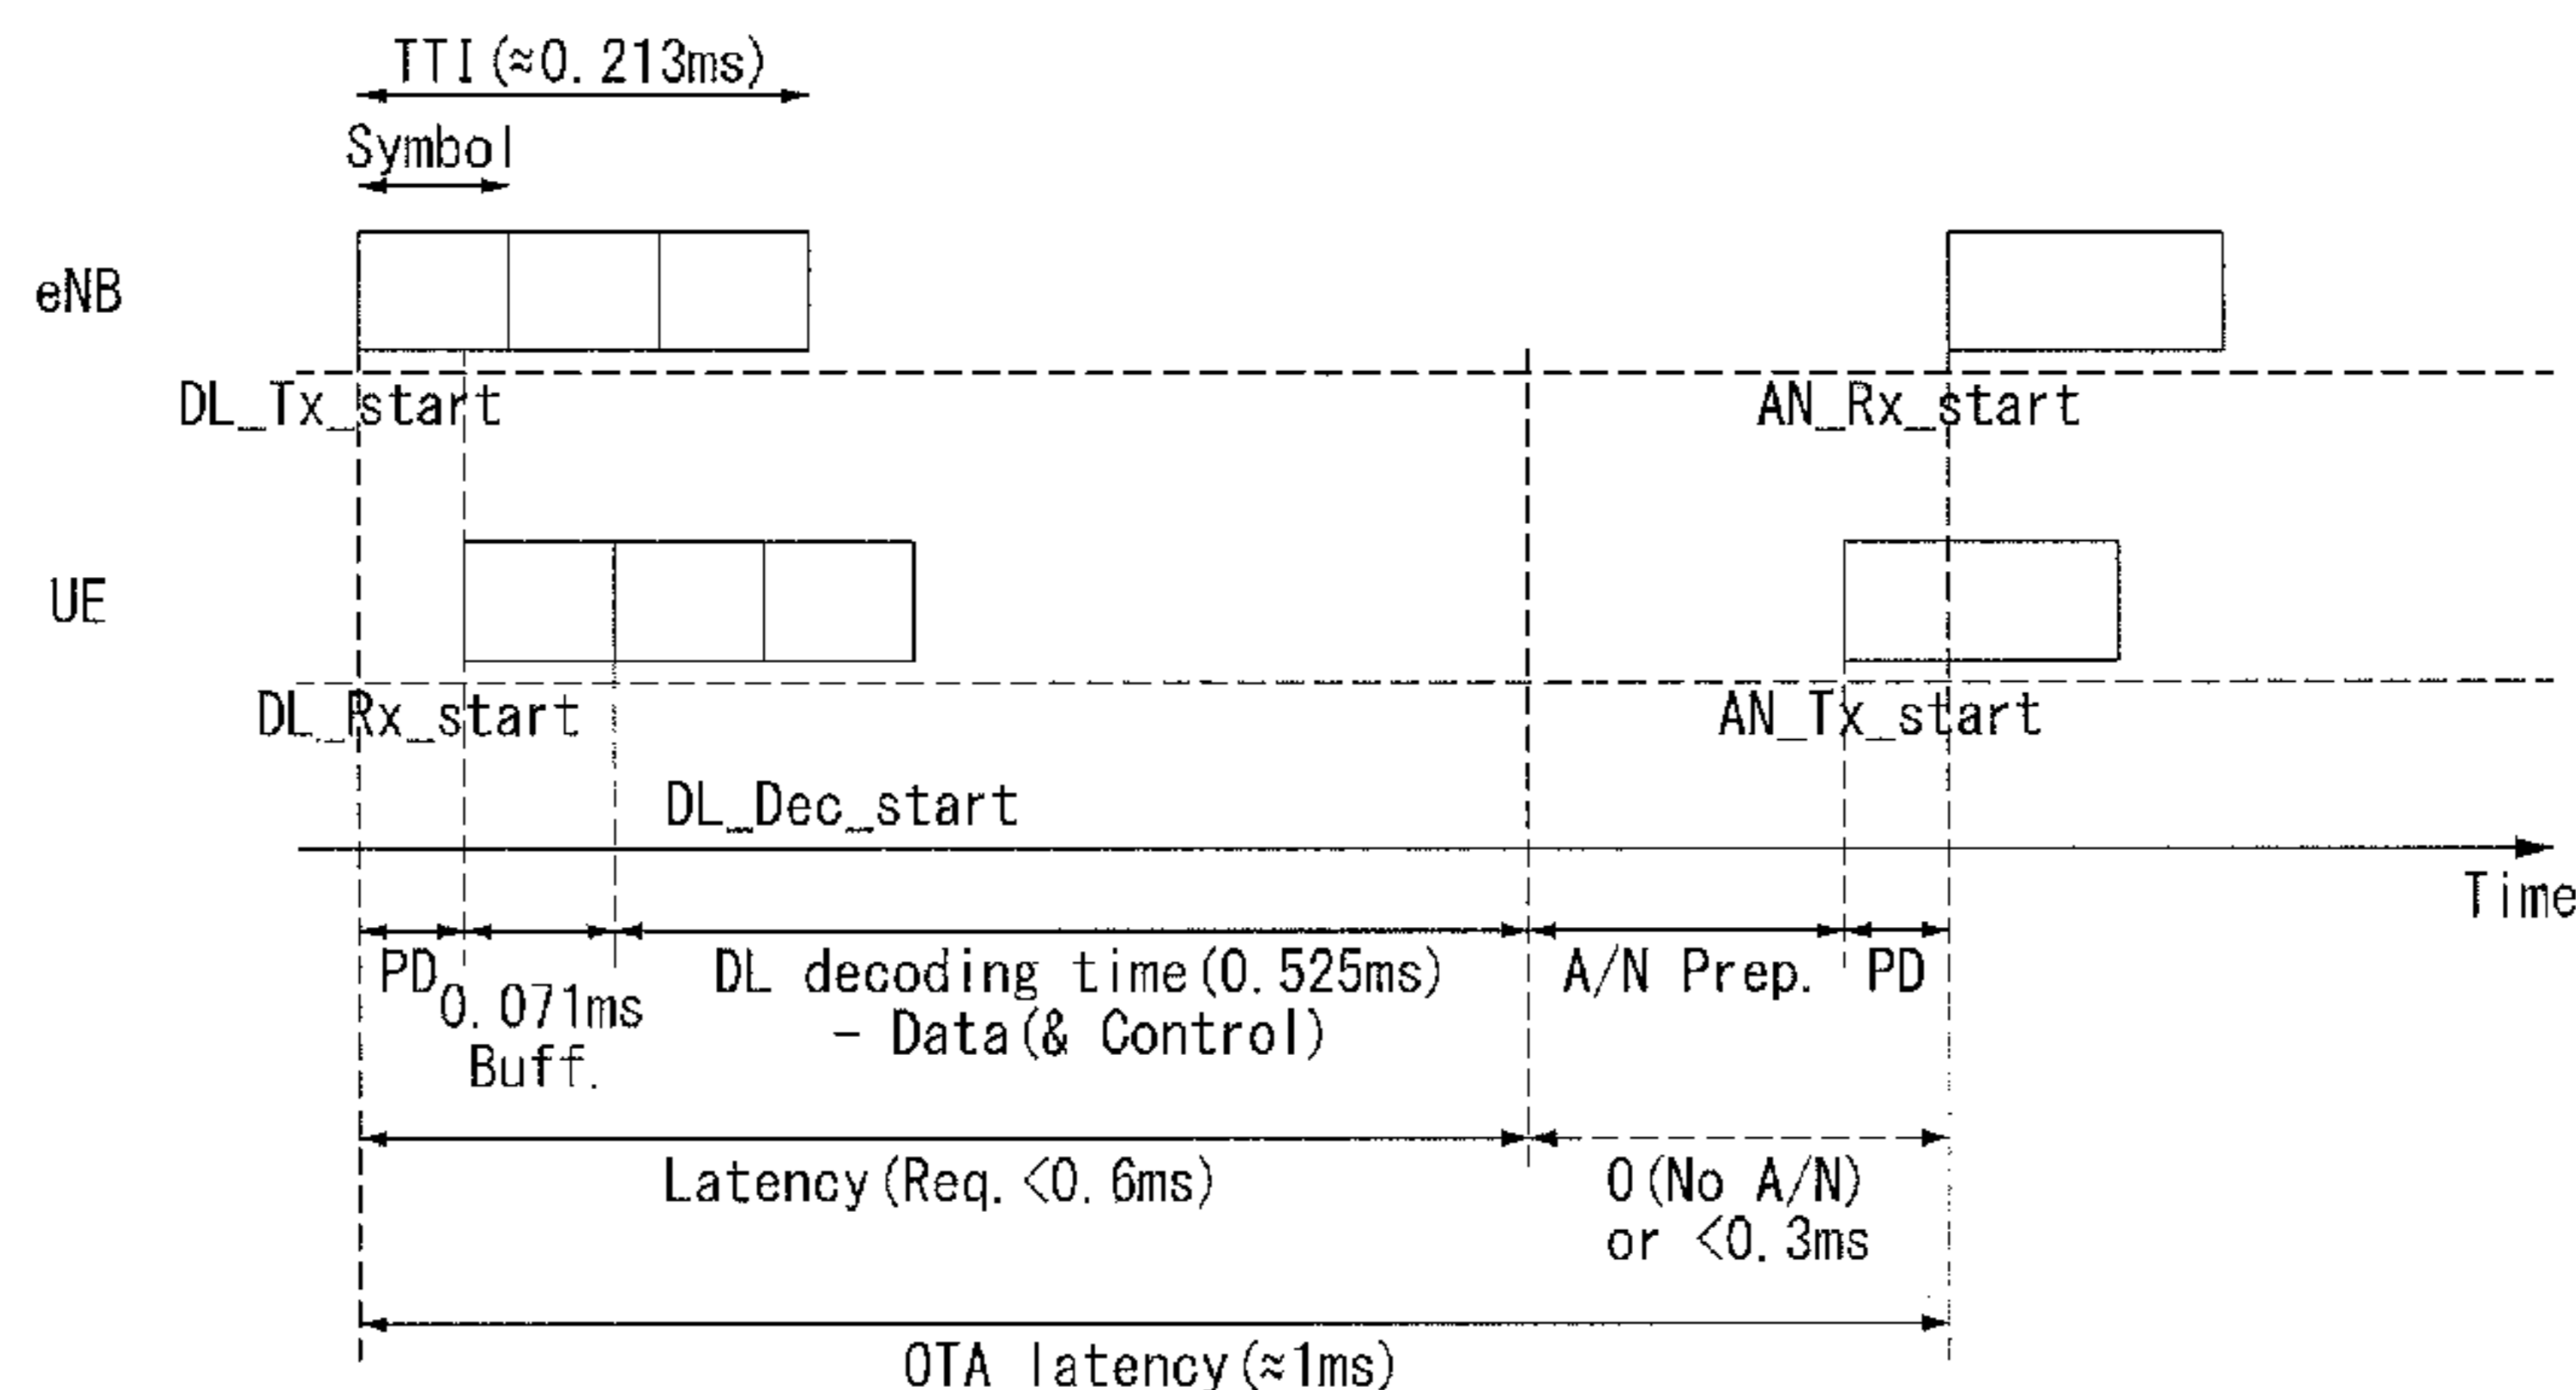 TTI(≈0.213ms)
Symbol
eNB
DL_Tx_start
AN_Rx_start
UE
DL_Rx_start
AN_Tx_start
DL_Dec_start
Time
PD
0.071ms
Buff.
DL decoding time(0.525ms)
- Data(& Control)
A/N Prep.
PD
Latency(Req.<0.6ms)
0(No A/N)
or <0.3ms
OTA latency(≈1ms)